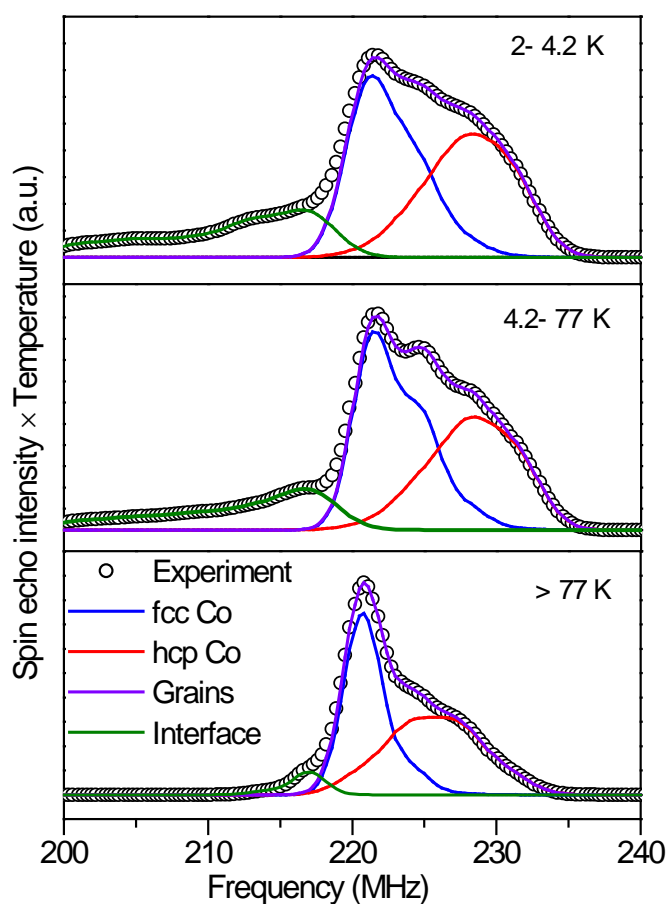 2- 4.2 K
4.2- 77 K
> 77 K
Spin echo intensity × Temperature (a.u.)
Experiment
fcc Co
hcp Co
Grains
Interface
200 210 220 230 240
Frequency (MHz)